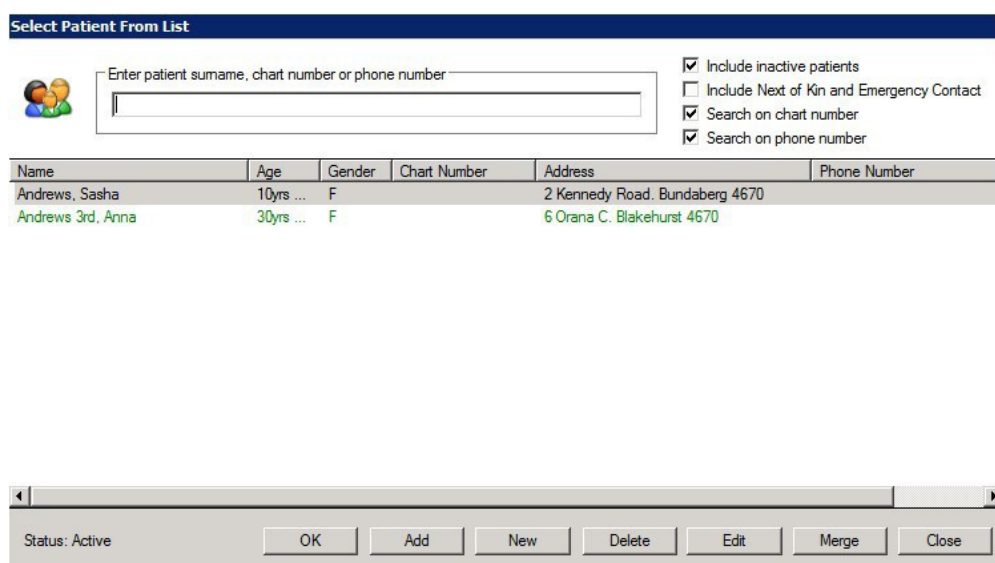 Select Patient From List
Enter patient surname, chart number or phone number
Include inactive patients
Include Next of Kin and Emergency Contact
Search on chart number
Search on phone number
Name Age Gender Chart Number Address Phone Number
Andrews, Sasha 10yrs ... F 2 Kennedy Road. Bundaberg 4670
Andrews 3rd, Anna 30yrs ... F 6 Orana C. Blakehurst 4670
Status: Active OK Add New Delete Edit Merge Close